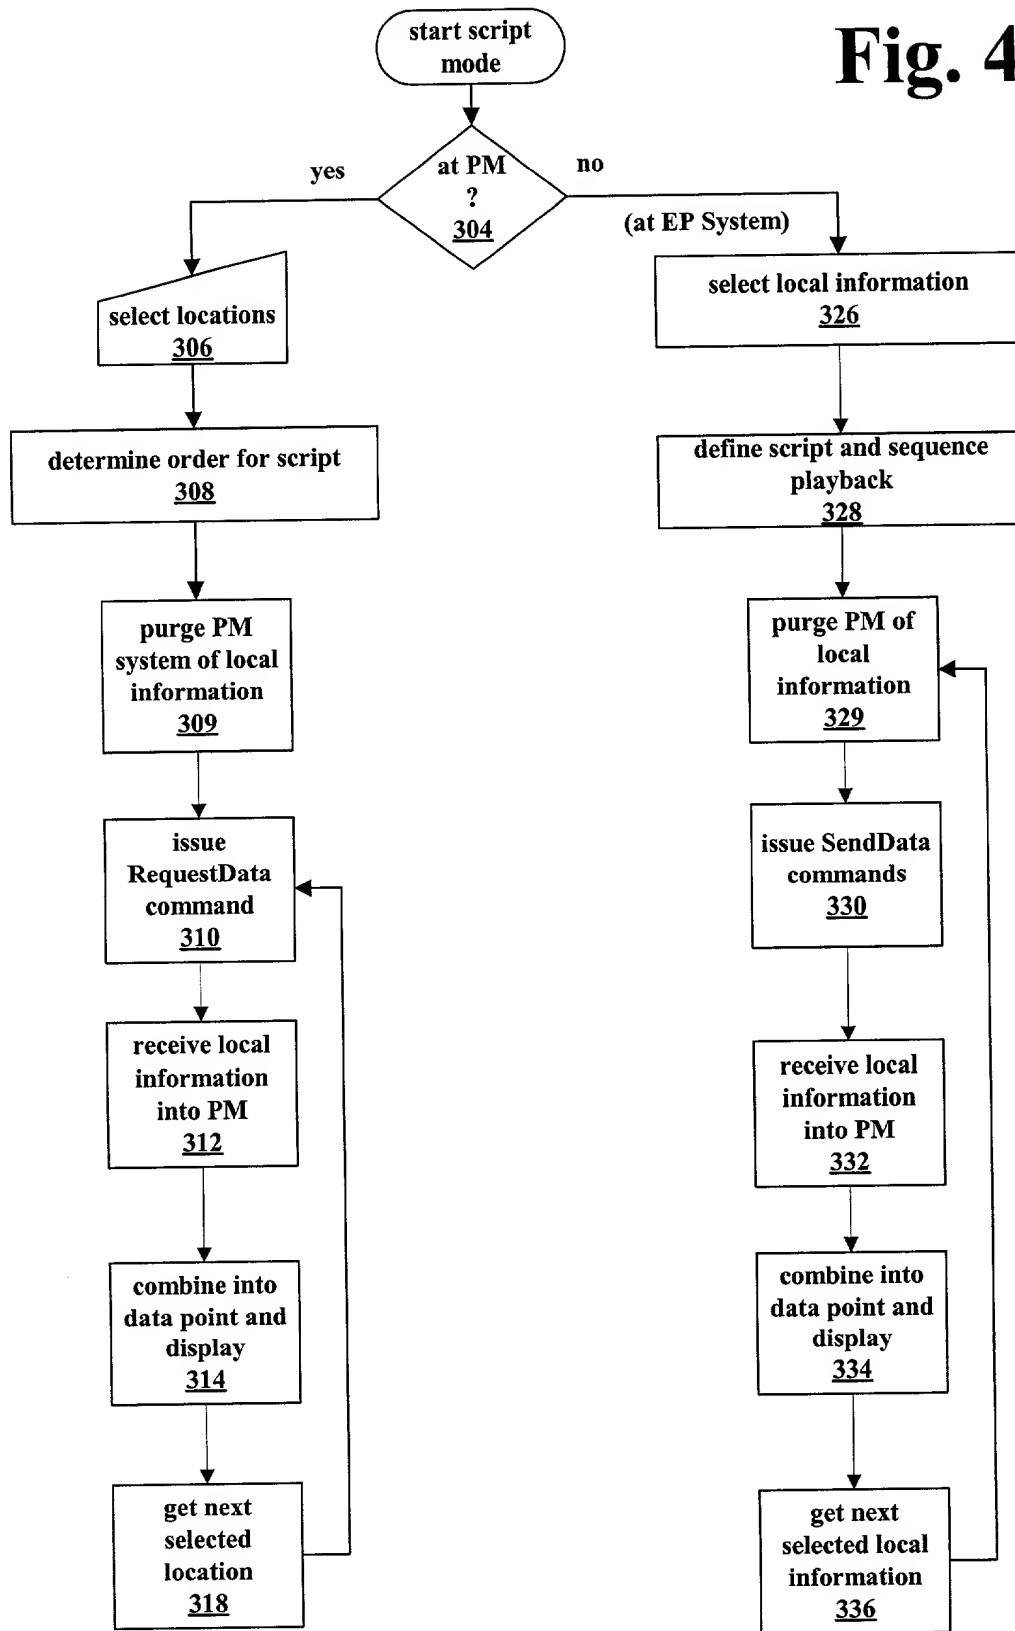 start script
mode
Fig. 4
at PM
?
304
yes
no
(at EP System)
select locations
306
determine order for script
308
purge PM
system of local
information
309
issue
RequestData
command
310
receive local
information
into PM
312
combine into
data point and
display
314
get next
selected
location
318
select local information
326
define script and sequence
playback
328
purge PM of
local
information
329
issue SendData
commands
330
receive local
information
into PM
332
combine into
data point and
display
334
get next
selected local
information
336